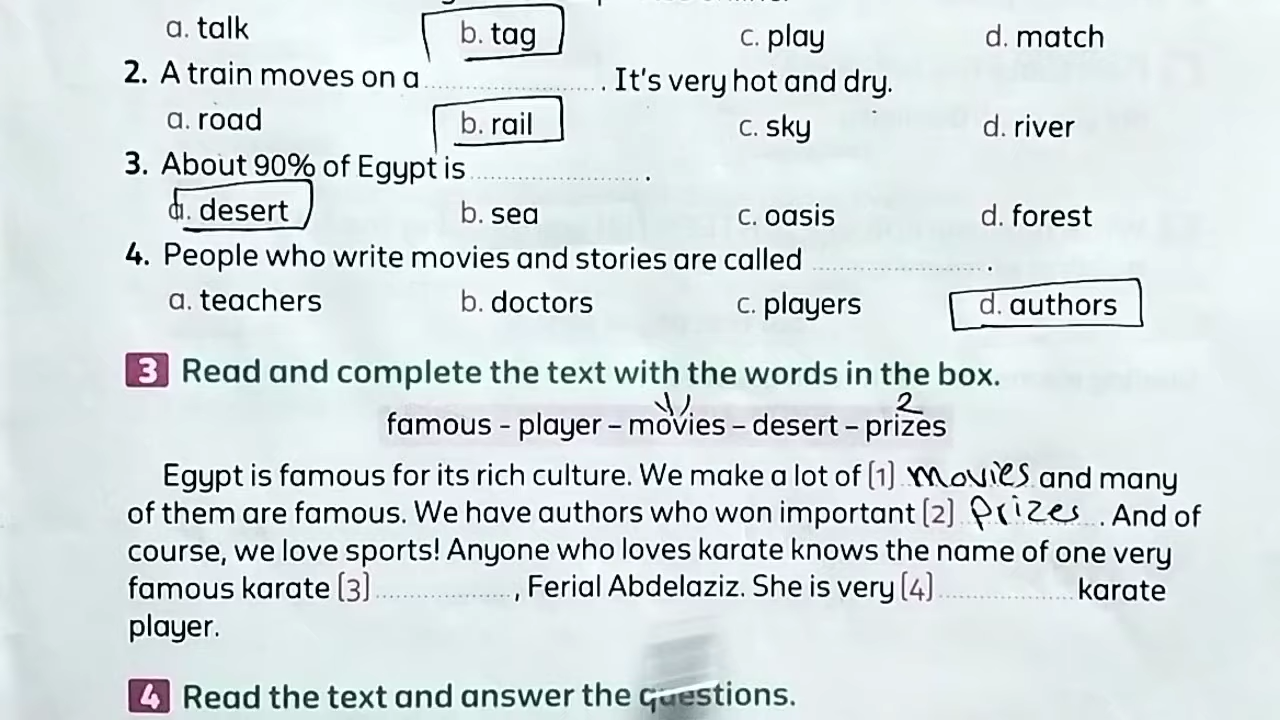 a. talk b. tag c. play d. match
2. A train moves on a ........................ . It's very hot and dry.
a. road b. rail c. sky d. river
3. About 90% of Egypt is ........................ .
a. desert b. sea c. oasis d. forest
4. People who write movies and stories are called ........................ .
a. teachers b. doctors c. players d. authors
3 Read and complete the text with the words in the box.
2
famous - player – movies – desert – prizes
Egypt is famous for its rich culture. We make a lot of (1) movies and many
of them are famous. We have authors who won important (2) prizes . And of
course, we love sports! Anyone who loves karate knows the name of one very
famous karate (3) ...................., Ferial Abdelaziz. She is very (4) .................... karate
player.
4 Read the text and answer the questions.